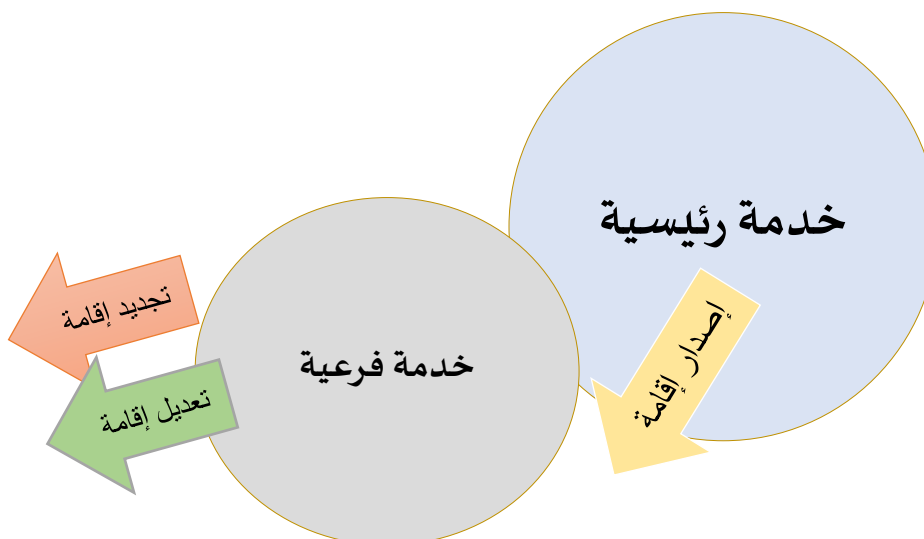 خدمة رئيسية
إصدار إقامة
خدمة فرعية
تجديد إقامة
تعديل إقامة